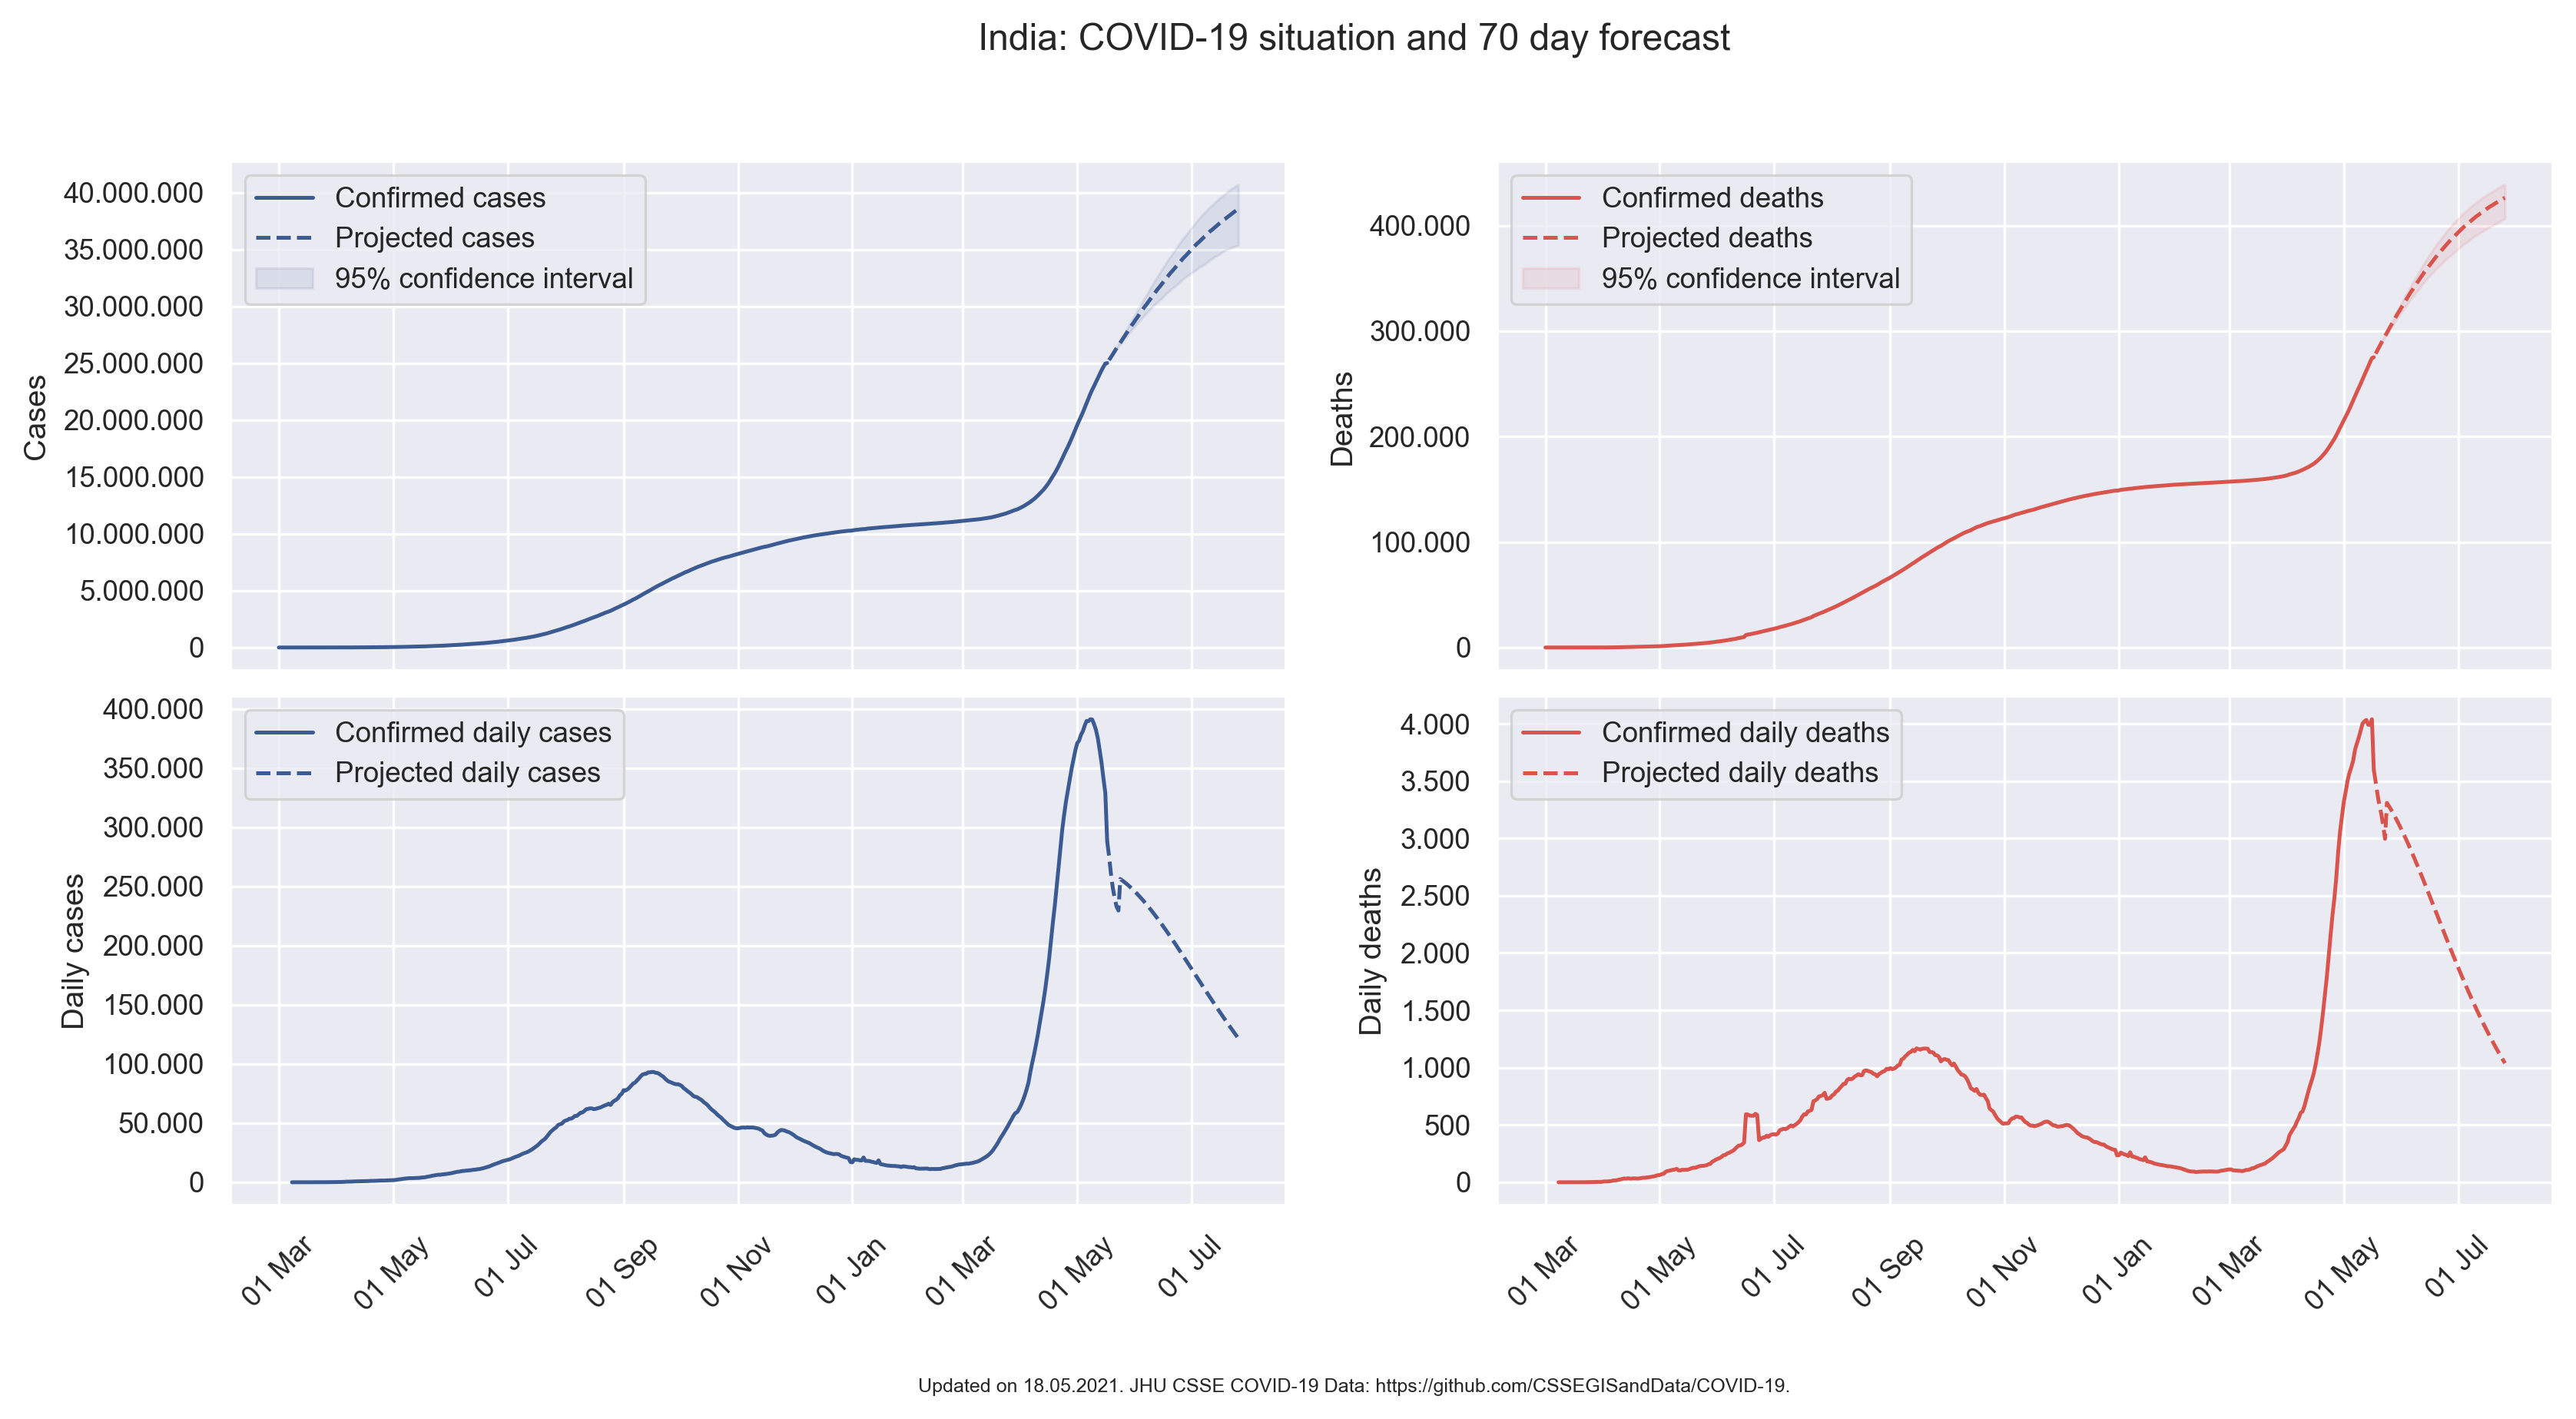 India: COVID-19 situation and 70 day forecast
Cases
40.000.000
35.000.000
30.000.000
25.000.000
20.000.000
15.000.000
10.000.000
5.000.000
0
Confirmed cases
Projected cases
95% confidence interval
Deaths
400.000
300.000
200.000
100.000
0
Confirmed deaths
Projected deaths
95% confidence interval
Daily cases
400.000
350.000
300.000
250.000
200.000
150.000
100.000
50.000
0
Confirmed daily cases
Projected daily cases
01 Mar
01 May
01 Jul
01 Sep
01 Nov
01 Jan
01 Mar
01 May
01 Jul
Daily deaths
4.000
3.500
3.000
2.500
2.000
1.500
1.000
500
0
Confirmed daily deaths
Projected daily deaths
01 Mar
01 May
01 Jul
01 Sep
01 Nov
01 Jan
01 Mar
01 May
01 Jul
Updated on 18.05.2021. JHU CSSE COVID-19 Data: https://github.com/CSSEGISandData/COVID-19.